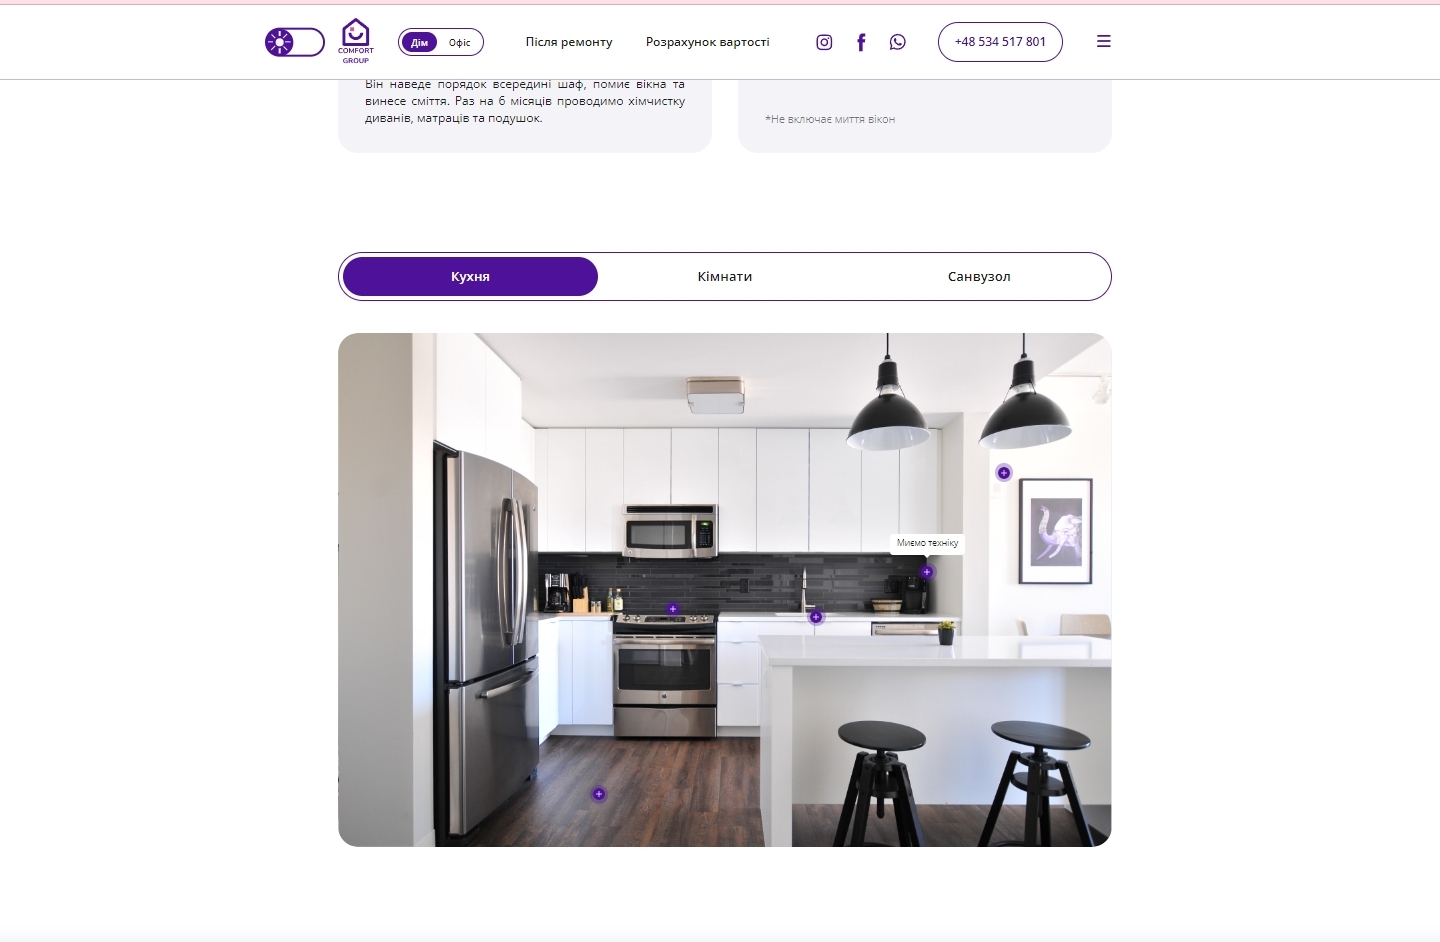 COMFORT
GROUP
Дім
Офіс
Після ремонту
Розрахунок вартості
+48 534 517 801
Він наведе порядок всередині шаф, помиє вікна та
винесе сміття. Раз на 6 місяців проводимо хімчистку
диванів, матраців та подушок.
*Не включає миття вікон
Кухня
Кімнати
Санвузол
Миємо техніку